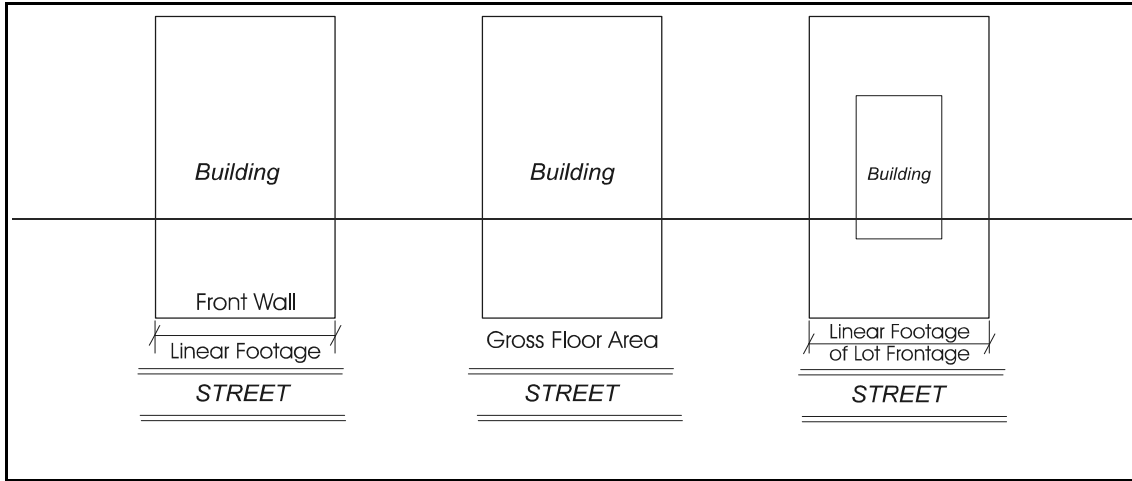 Building
Front Wall
Linear Footage
STREET
Building
Gross Floor Area
STREET
Building
Linear Footage
of Lot Frontage
STREET